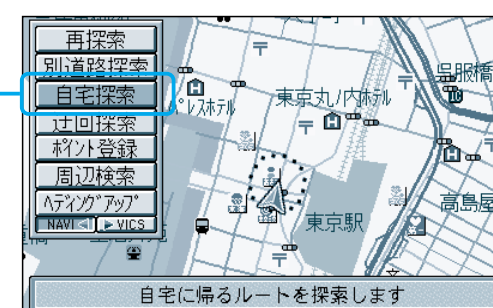 再探索
別道路探索
自宅探索
迂回探索
ポイント登録
周辺検索
ヘディングアップ
NAVI ◀ ▶ VICS
パレスホテル
東京丸ノ内ホテル
呉服橋
東京駅
高島屋
自宅に帰るルートを探索します